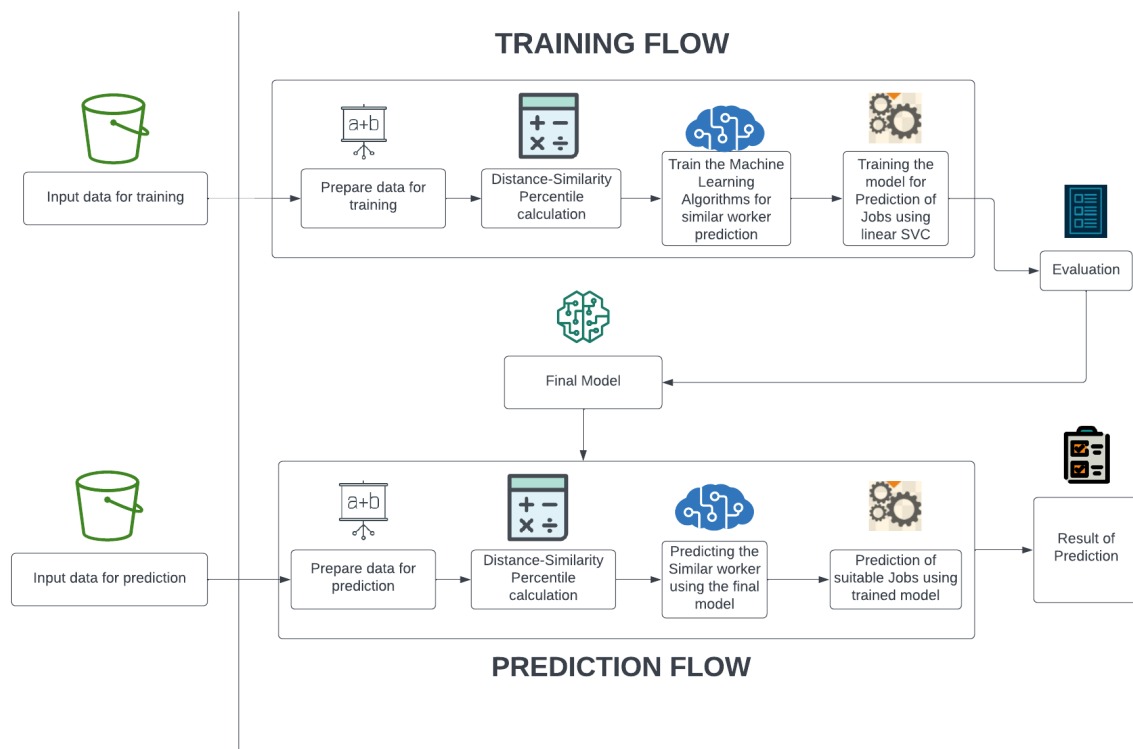 TRAINING FLOW
a+b
Input data for training
Prepare data for
training
Distance-Similarity
Percentile
calculation
Train the Machine
Learning
Algorithms for
similar worker
prediction
Training the
model for
Prediction of
Jobs using
linear SVC
Evaluation
Final Model
a+b
Input data for prediction
Prepare data for
prediction
Distance-Similarity
Percentile
calculation
Predicting the
Similar worker
using the final
model
Prediction of
suitable Jobs using
trained model
Result of
Prediction
PREDICTION FLOW